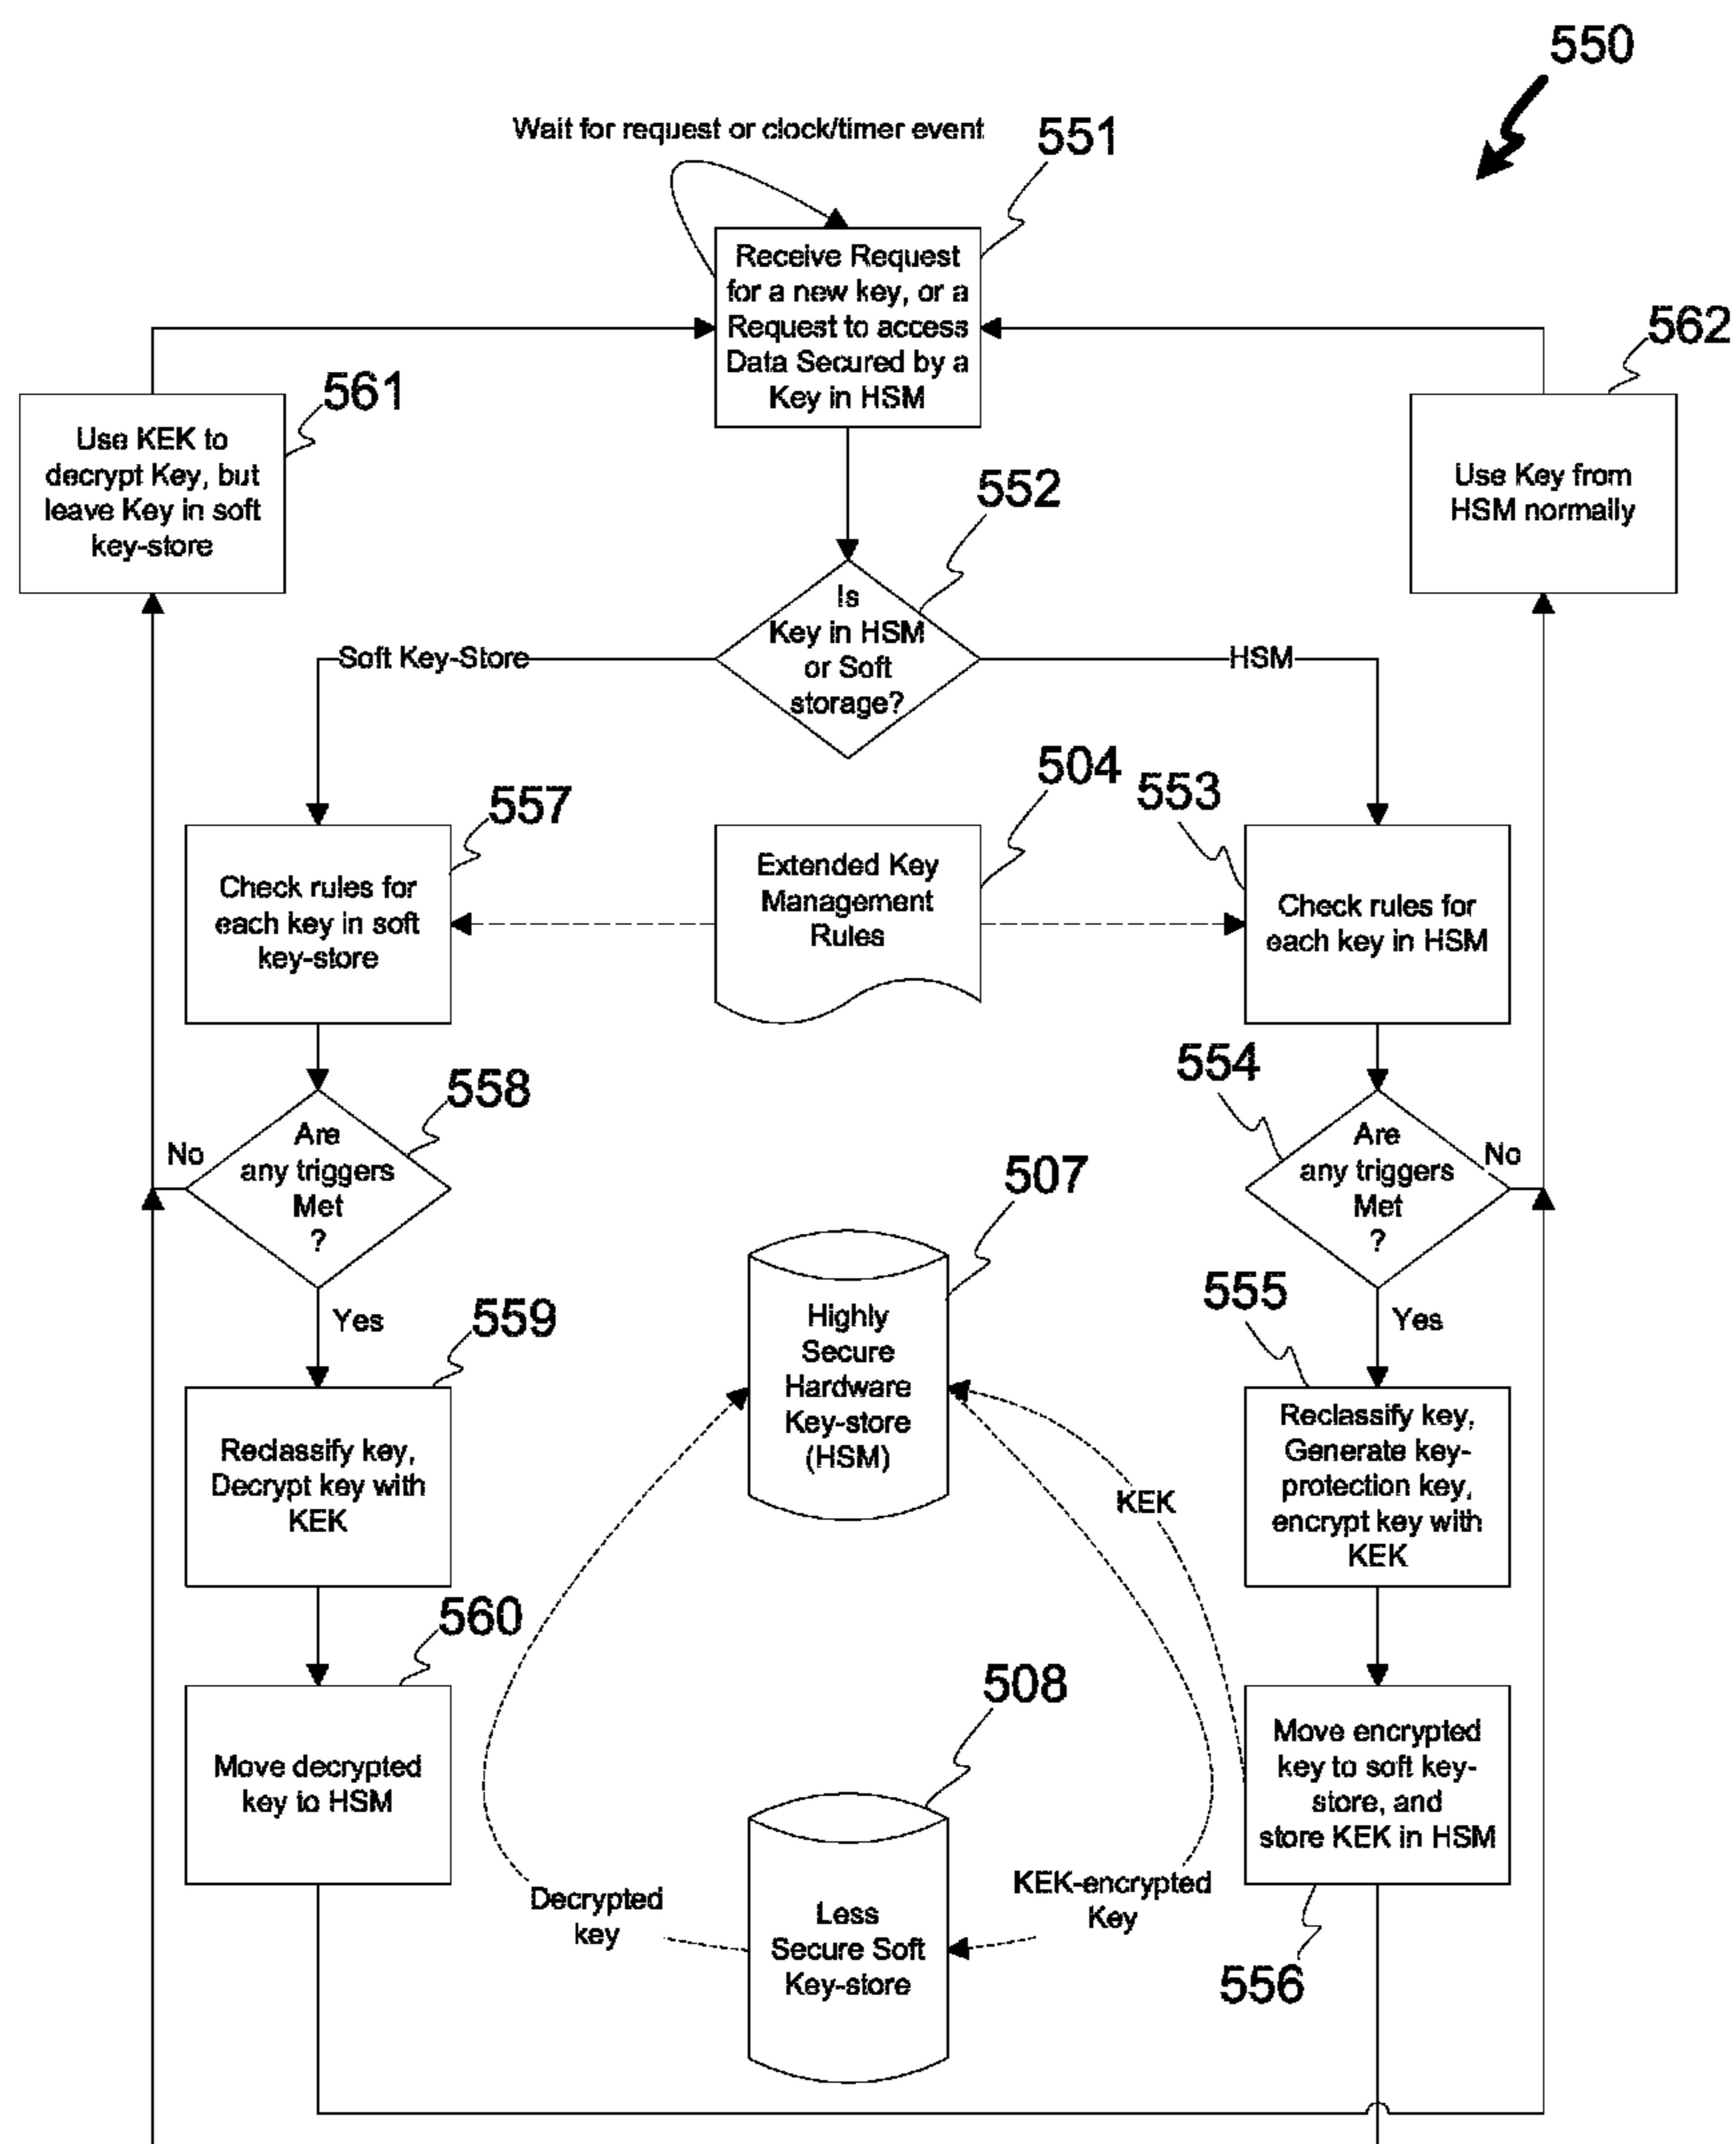 550
Wait for request or clock/timer event
551
Receive Request
for a new key, or a
Request to access
Data Secured by a
Key in HSM
562
561
Use KEK to
decrypt Key, but
leave Key in soft
key-store
Use Key from
HSM normally
552
Is
Key in HSM
or Soft
storage?
Soft Key-Store
HSM
504
553
557
Check rules for
each key in soft
key-store
Extended Key
Management
Rules
Check rules for
each key in HSM
554
558
Are
any triggers
Met
?
No
Yes
Are
any triggers
Met
?
No
Yes
507
Highly
Secure
Hardware
Key-store
(HSM)
555
559
Reclassify key,
Decrypt key with
KEK
Reclassify key,
Generate key-
protection key,
encrypt key with
KEK
KEK
560
Move decrypted
key to HSM
508
Less
Secure Soft
Key-store
Move encrypted
key to soft key-
store, and
store KEK in HSM
Decrypted
key
KEK-encrypted
Key
556